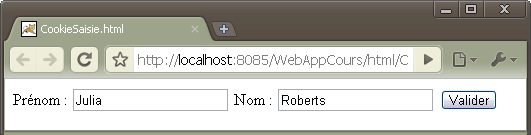 CookieSaisie.html
http://localhost:8085/WebAppCours/html/C
Prénom : Julia Nom : Roberts Valider